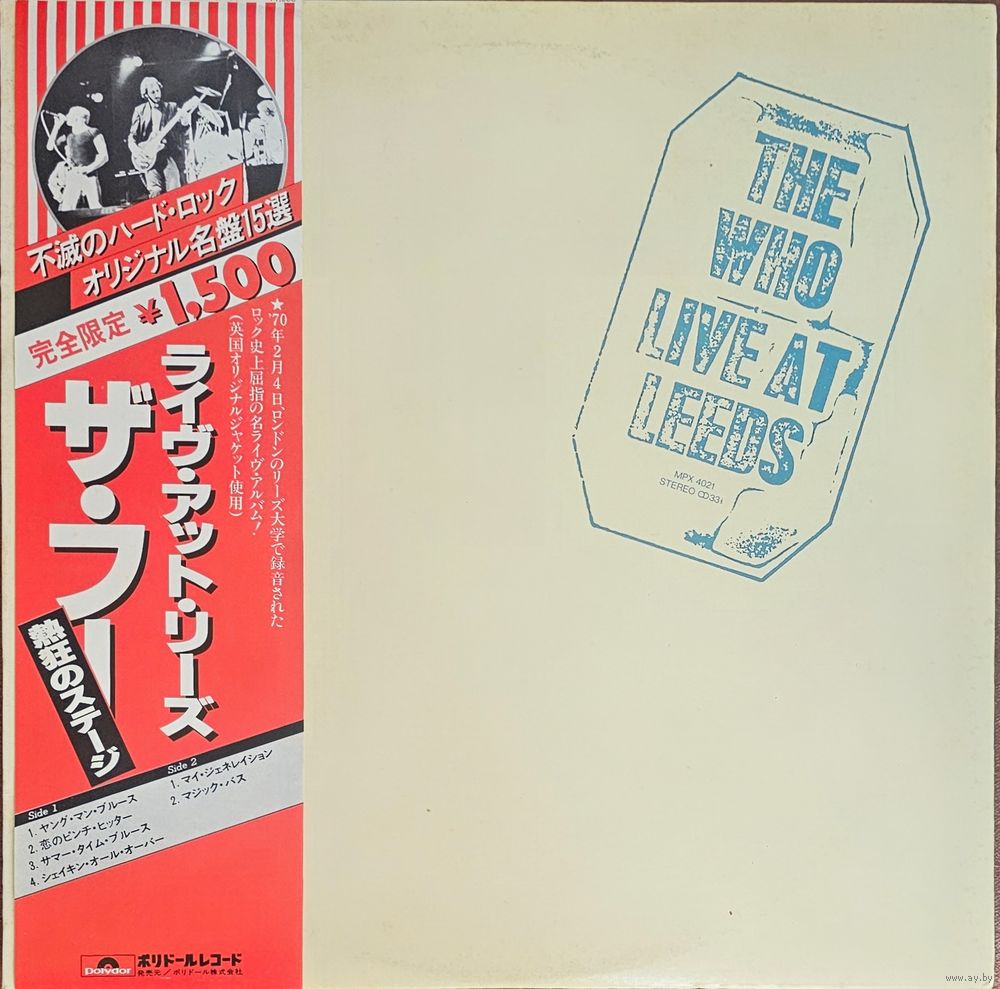 不滅のハード・ロック
オリジナル名盤15選
完全限定 ¥1,500
★'70年2月4日、ロンドンのリーズ大学で録音された
ロック史上屈指の名ライヴ・アルバム!
(英国オリジナルジャケット使用)
ライヴ・アット・リーズ
ザ・フー
熱狂のステージ
Side 1
1. ヤング・マン・ブルース
2. 恋のピンチ・ヒッター
3. サマー・タイム・ブルース
4. シェイキン・オール・オーバー
Side 2
1. マイ・ジェネレイション
2. マジック・バス
polydor
ポリドールレコード
発売元/ポリドール株式会社
THE
WHO
LIVE AT
LEEDS
MPX 4021
STEREO
www.ay.by